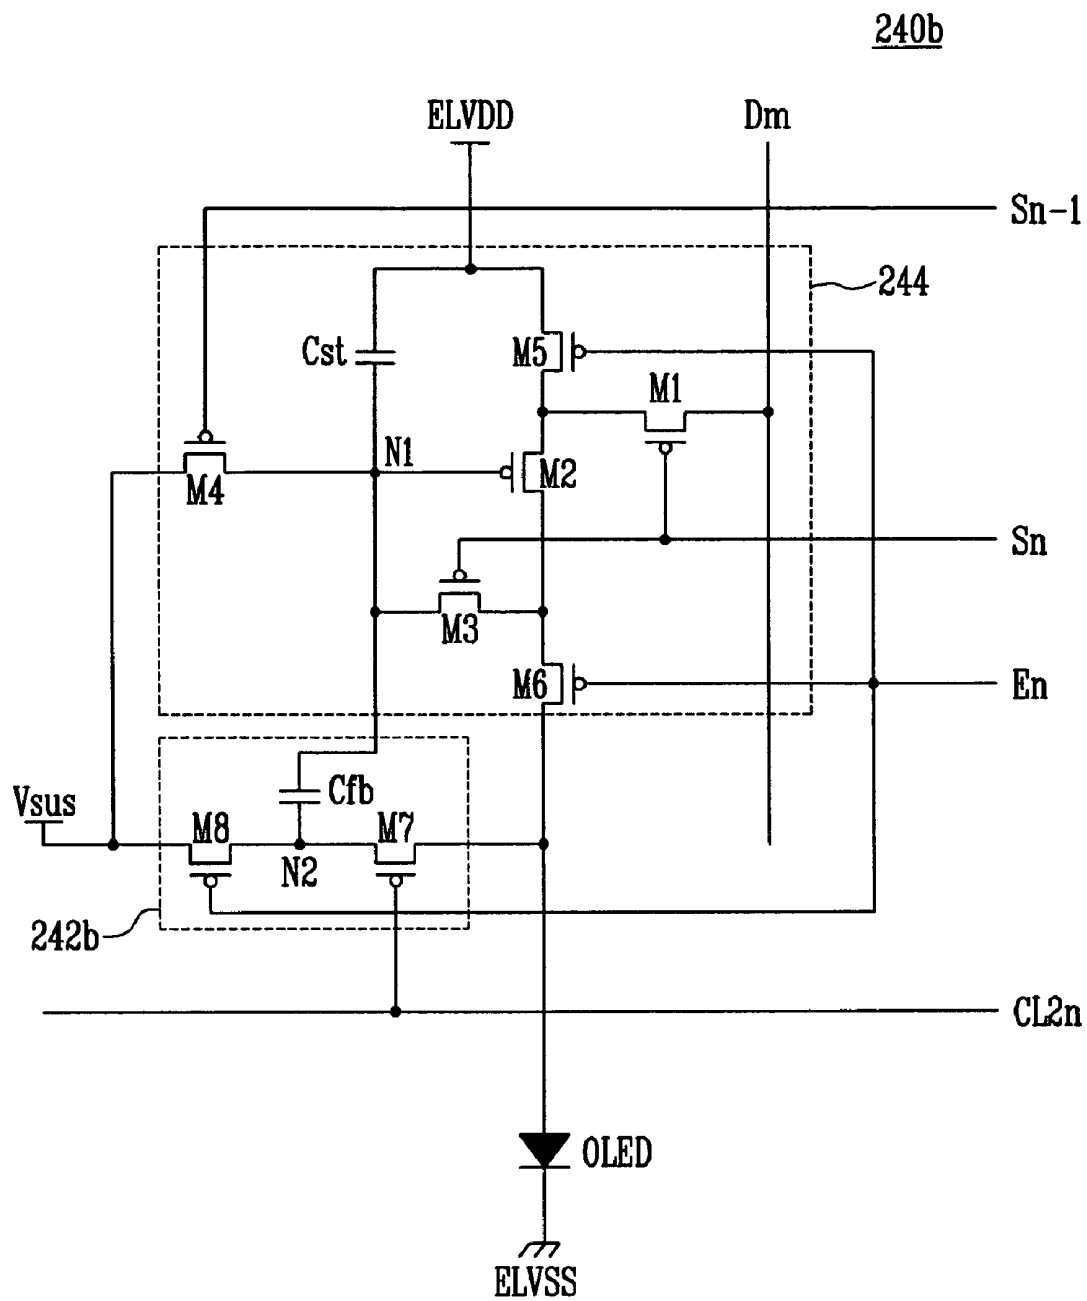 240b
ELVDD
Dm
Sn-1
244
Cst
M5
M1
N1
M4
M2
Sn
M3
M6
En
Vsus
Cfb
M8
M7
N2
242b
CL2n
OLED
ELVSS